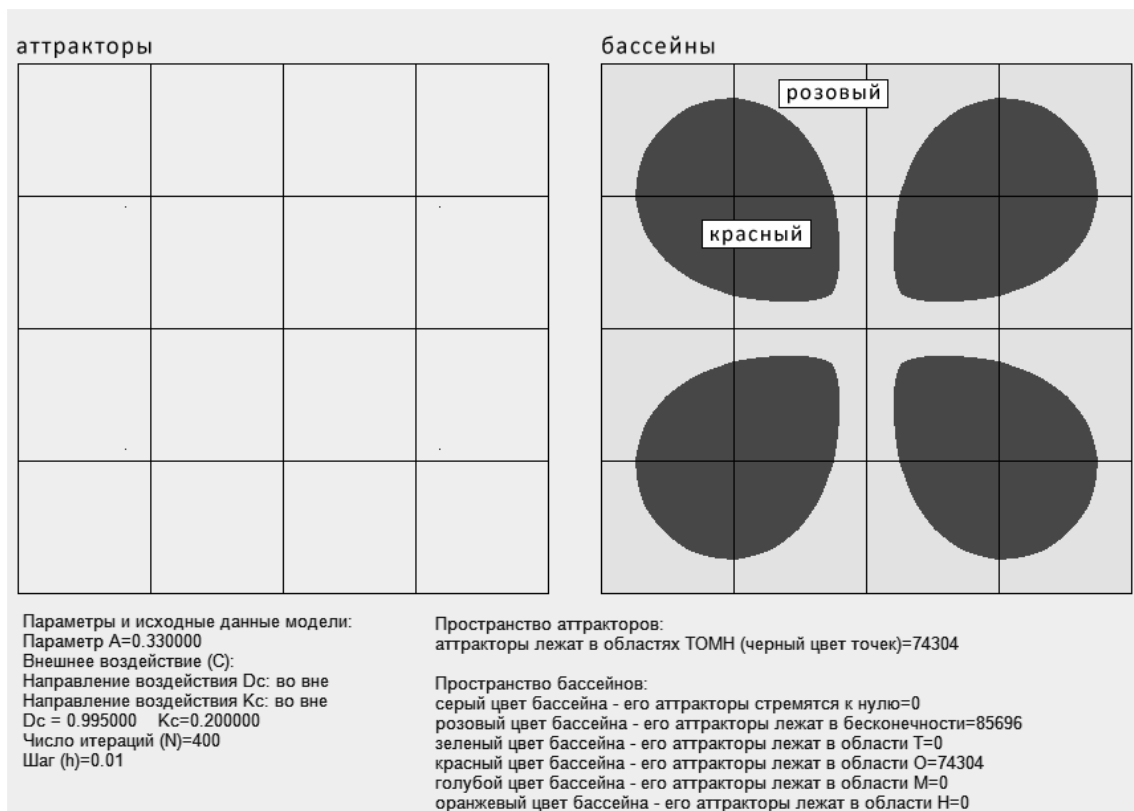 аттракторы
бассейны
розовый
красный
Параметры и исходные данные модели:
Параметр А=0.330000
Внешнее воздействие (С):
Направление воздействия Dc: во вне
Направление воздействия Kc: во вне
Dc = 0.995000 Kc=0.200000
Число итераций (N)=400
Шаг (h)=0.01
Пространство аттракторов:
аттракторы лежат в областях ТОМН (черный цвет точек)=74304
Пространство бассейнов:
серый цвет бассейна - его аттракторы стремятся к нулю=0
розовый цвет бассейна - его аттракторы лежат в бесконечности=85696
зеленый цвет бассейна - его аттракторы лежат в области Т=0
красный цвет бассейна - его аттракторы лежат в области О=74304
голубой цвет бассейна - его аттракторы лежат в области М=0
оранжевый цвет бассейна - его аттракторы лежат в области Н=0